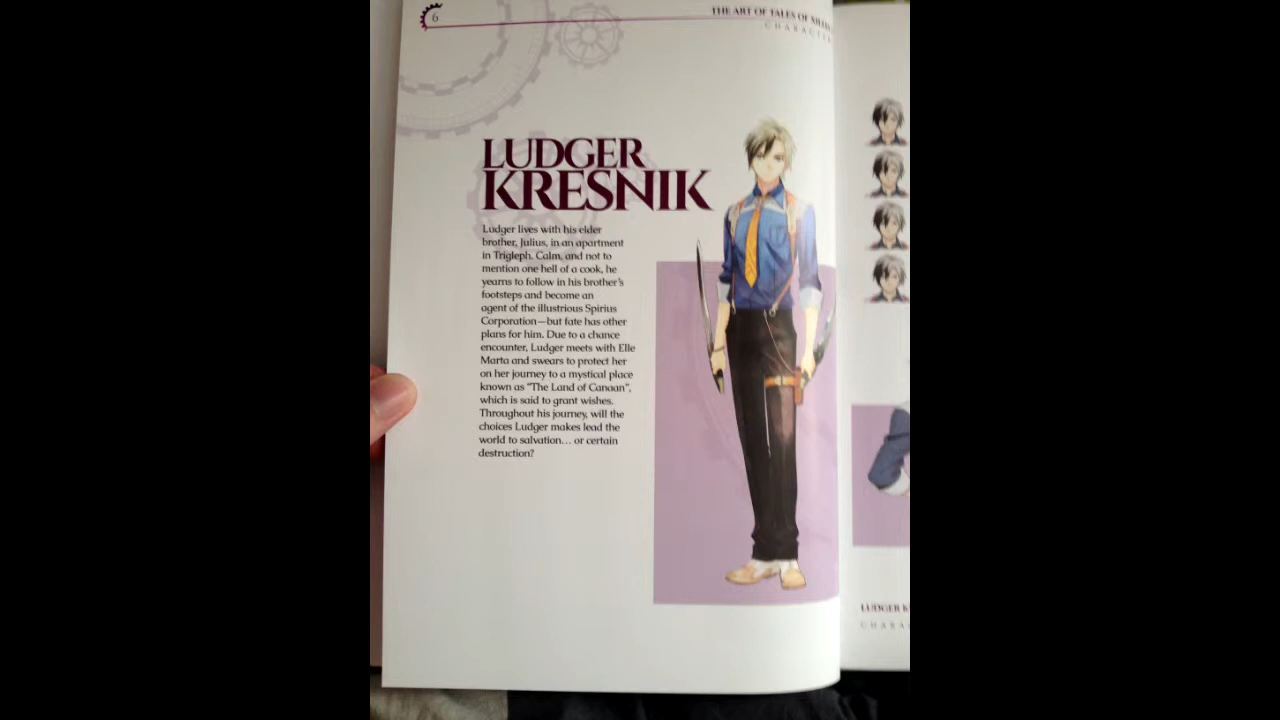 6
THE ART OF TALES OF
LUDGER
KRESNIK
Ludger lives with his elder
brother, Julius, in an apartment
in Trigleph. Calm, and not to
mention one hell of a cook, he
yearns to follow in his brother's
footsteps and become an
agent of the illustrious Spirius
Corporation—but fate has other
plans for him. Due to a chance
encounter, Ludger meets with Elle
Marta and swears to protect her
on her journey to a mystical place
known as "The Land of Canaan",
which is said to grant wishes.
Throughout his journey, will the
choices Ludger makes lead the
world to salvation... or certain
destruction?
LUDGER K